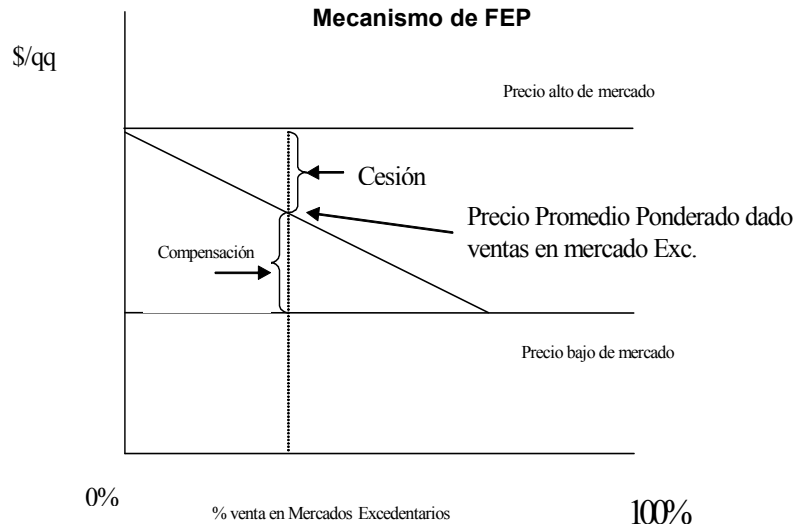 Mecanismo de FEP
$/qq
Precio alto de mercado
Cesión
Precio Promedio Ponderado dado
ventas en mercado Exc.
Compensación
Precio bajo de mercado
0%
% venta en Mercados Excedentarios
100%